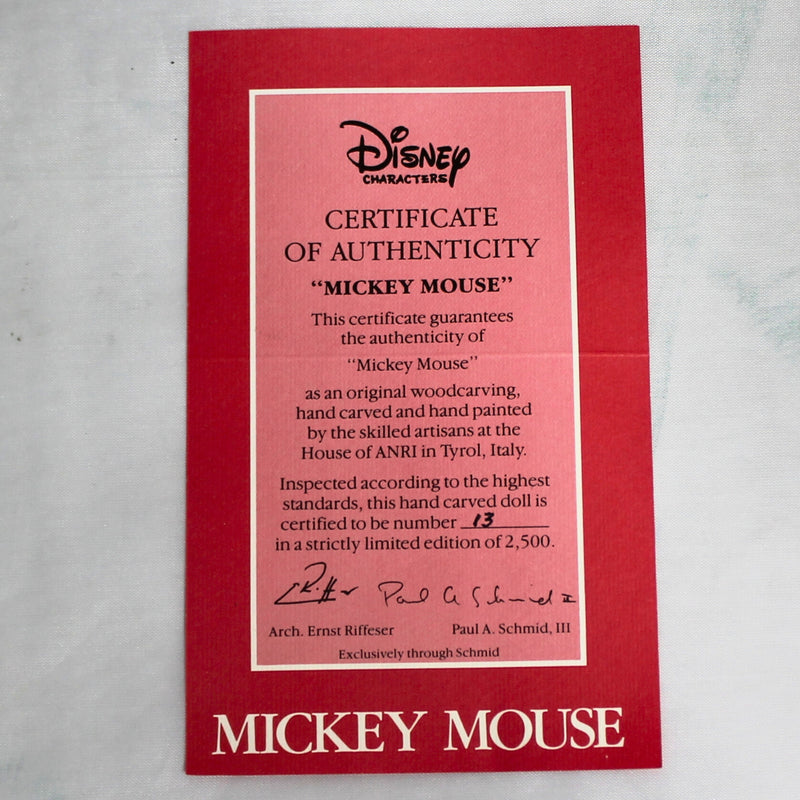 Disney
CHARACTERS
CERTIFICATE
OF AUTHENTICITY
"MICKEY MOUSE"
This certificate guarantees
the authenticity of
"Mickey Mouse"
as an original woodcarving,
hand carved and hand painted
by the skilled artisans at the
House of ANRI in Tyrol, Italy.
Inspected according to the highest
standards, this hand carved doll is
certified to be number 13
in a strictly limited edition of 2,500.
Paul A Schmid III
Arch. Ernst Riffeser Paul A. Schmid, III
Exclusively through Schmid
MICKEY MOUSE